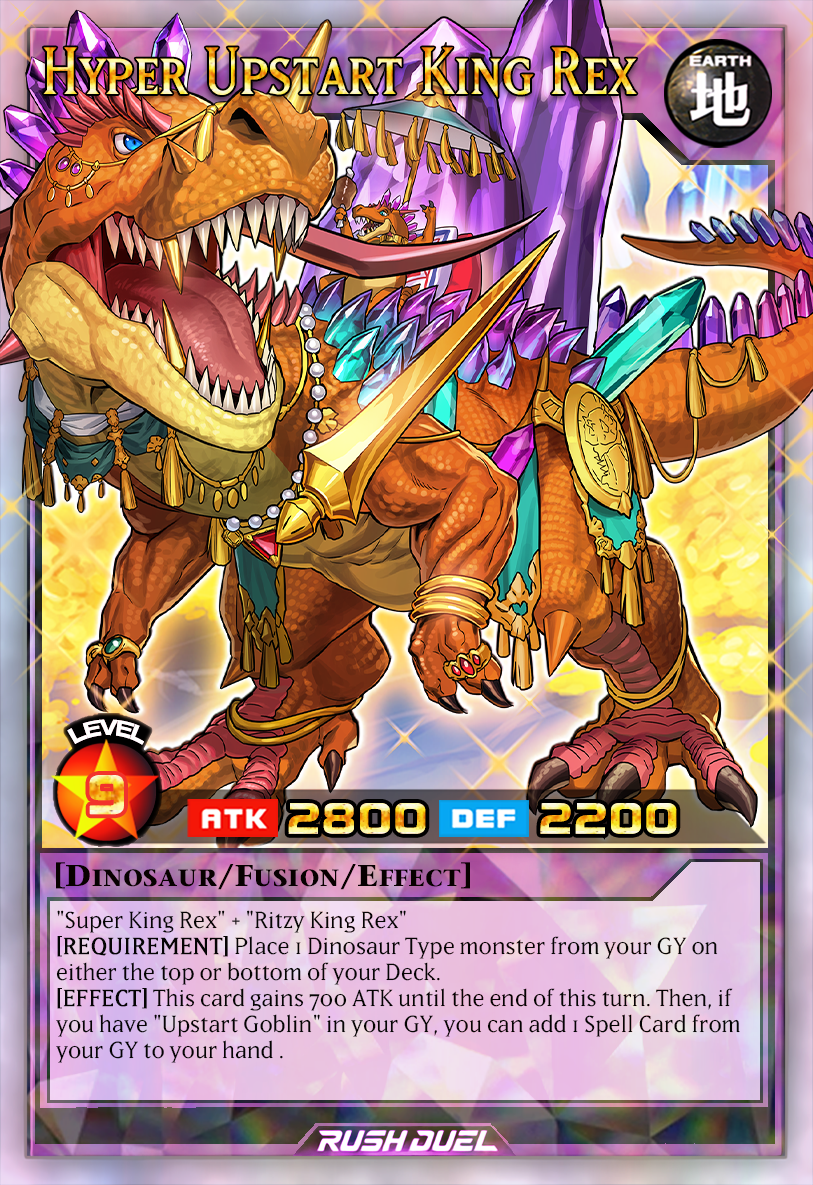 Hyper Upstart King Rex
EARTH
地
LEVEL
9
ATK 2800 DEF 2200
[Dinosaur/Fusion/Effect]
"Super King Rex" + "Ritzy King Rex"
[REQUIREMENT] Place 1 Dinosaur Type monster from your GY on
either the top or bottom of your Deck.
[EFFECT] This card gains 700 ATK until the end of this turn. Then, if
you have "Upstart Goblin" in your GY, you can add 1 Spell Card from
your GY to your hand .
RUSH DUEL